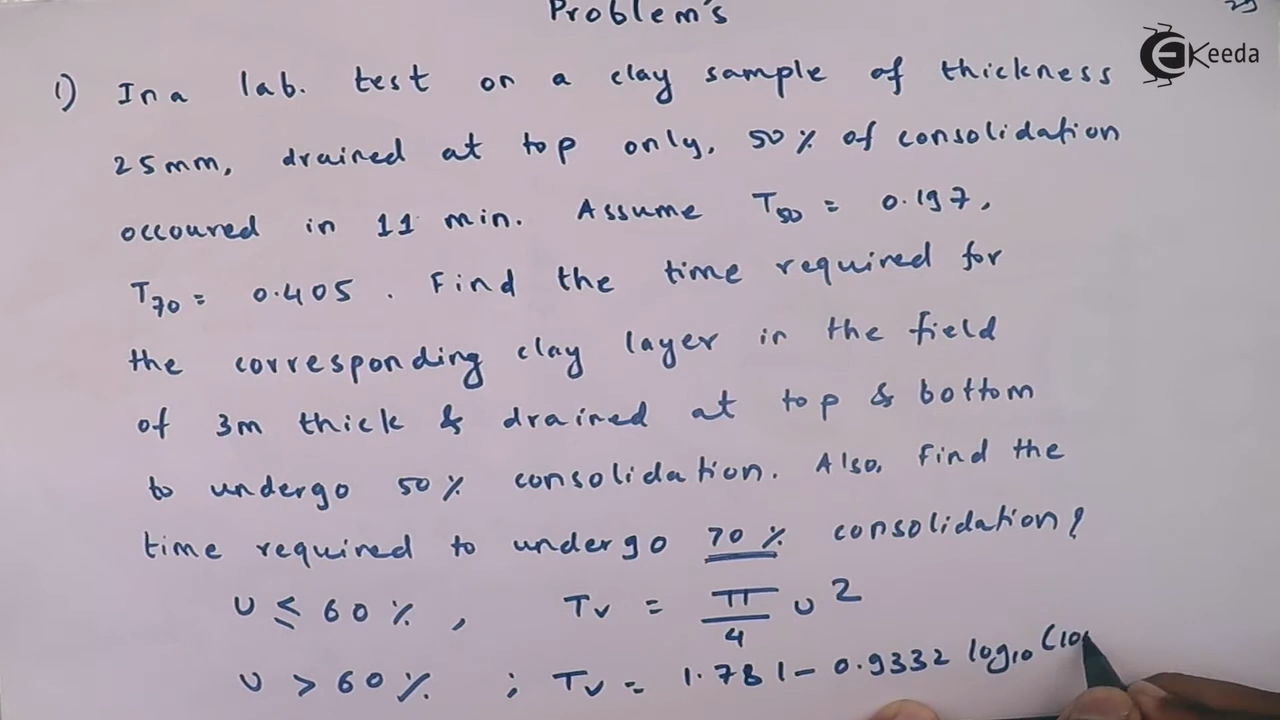 Problem's
Keeda
1) In a lab. test on a clay sample of thickness
25mm, drained at top only, 50% of consolidation
occoured in 11 min. Assume T50 = 0.197,
T70 = 0.405. Find the time required for
the corresponding clay layer in the field
of 3m thick & drained at top & bottom
to undergo 50% consolidation. Also, Find the
time required to undergo 70% consolidation?
U ≤ 60%, Tv = π/4 U²
U > 60% ; Tv = 1.781 - 0.9332 log10 (10